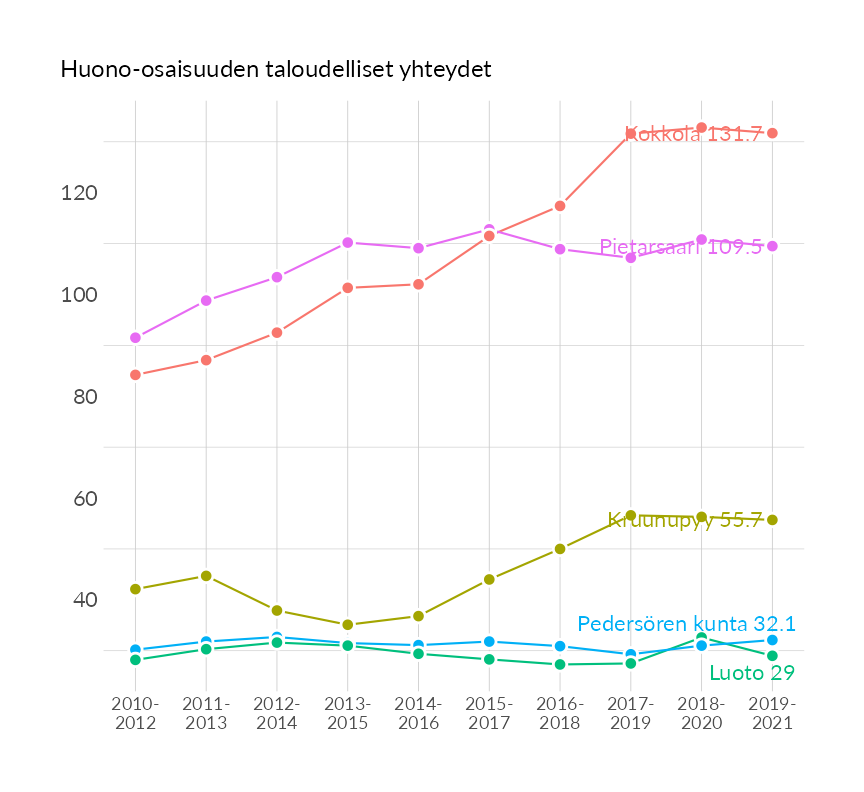 Huono-osaisuuden taloudelliset yhteydet
Kokkola 131.7
120
Pietarsaari 109.5
100
80
60
Kruunupyy 55.7
40
Pedersören kunta 32.1
Luoto 29
2010- 2011- 2012- 2013- 2014- 2015- 2016- 2017- 2018- 2019-
2012 2013 2014 2015 2016 2017 2018 2019 2020 2021